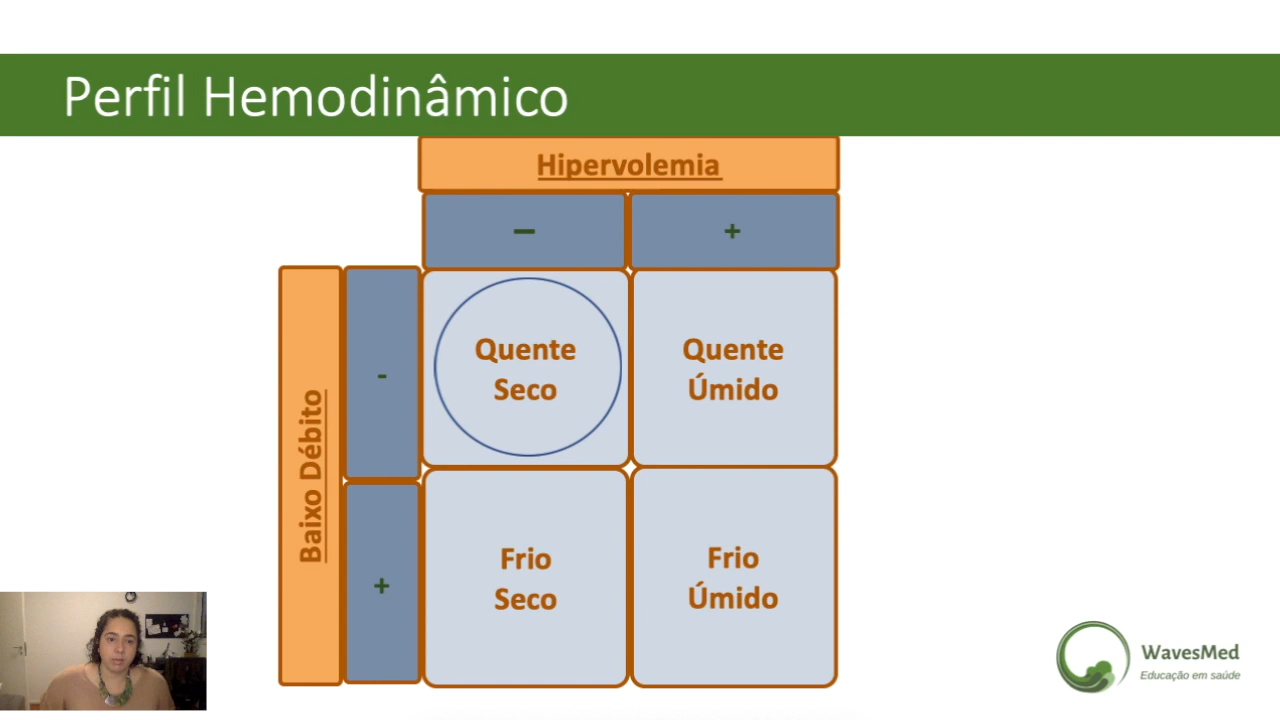 Perfil Hemodinâmico
Hipervolemia
– +
Baixo Débito
-
Quente
Seco
Quente
Úmido
+
Frio
Seco
Frio
Úmido
WavesMed
Educação em saúde